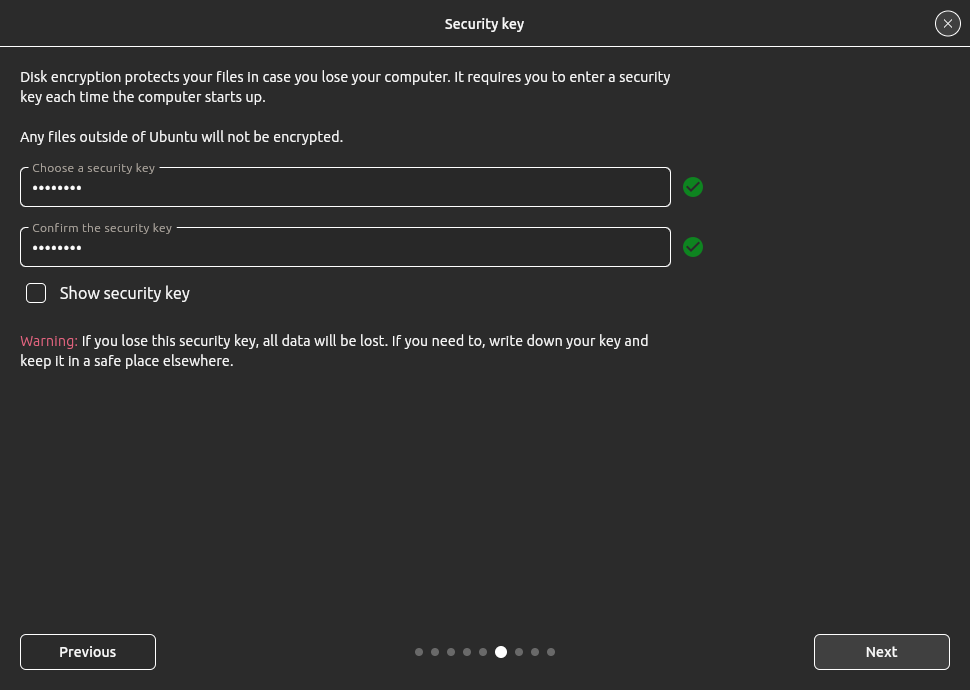 Security key
Disk encryption protects your files in case you lose your computer. It requires you to enter a security
key each time the computer starts up.
Any files outside of Ubuntu will not be encrypted.
Choose a security key
••••••••
Confirm the security key
••••••••
Show security key
Warning: If you lose this security key, all data will be lost. If you need to, write down your key and
keep it in a safe place elsewhere.
Previous
Next